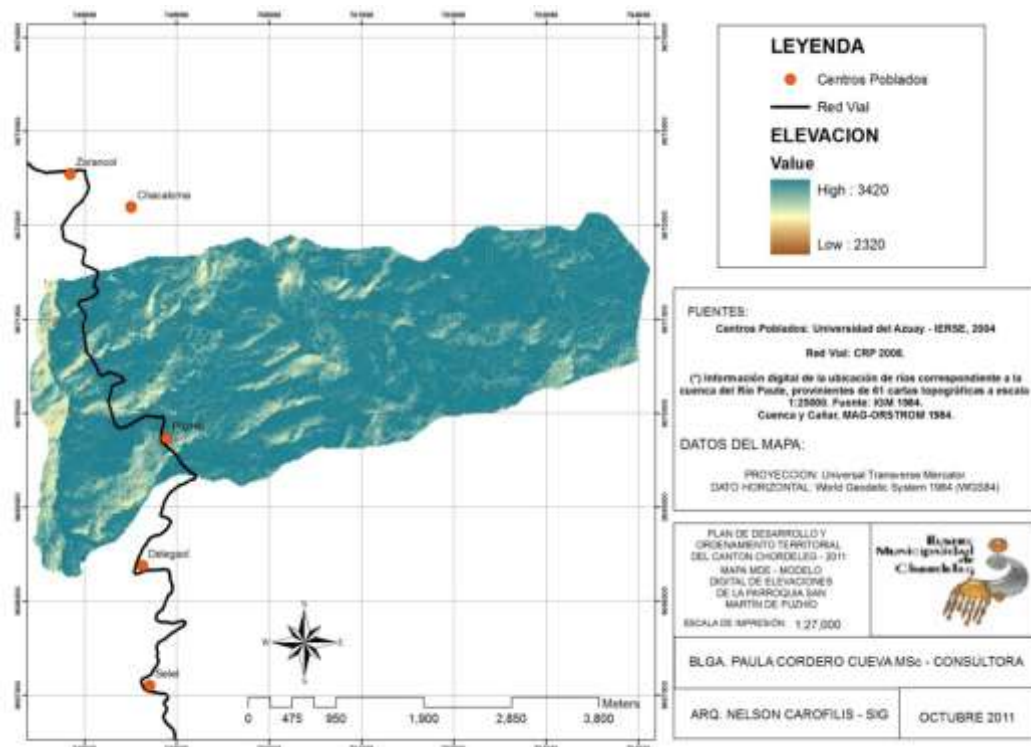 Zaranool
Chacaloma
Delegsol
N
W
E
S
Meters
0
475
950
1,900
2,850
3,800
LEYENDA
Centros Poblados
Red Vial
ELEVACION
Value
High : 3420
Low : 2320
FUENTES:
Centros Poblados: Universidad del Azuay - IERSE, 2004
Red Vial: CRP 2008.
(*) Información digital de la ubicación de ríos correspondiente a la
cuenca del Río Paute, provinientes de 61 cartas topográficas a escala
1:25000. Fuente: IGM 1984.
Cuenca y Cañar, MAG-ORSTROM 1984.
DATOS DEL MAPA:
PROYECCION: Universal Transverse Mercator
DATO HORIZONTAL: World Geodetic System 1984 (WGS84)
PLAN DE DESARROLLO Y
ORDENAMIENTO TERRITORIAL
DEL CANTON CHORDELEG - 2011
MAPA MDE - MODELO
DIGITAL DE ELEVACIONES
DE LA PARROQUIA SAN
MARTÍN DE PUZHIO
ESCALA DE IMPRESIÓN: 1:27,000
Municipalidad
de
Chordeleg
BLGA. PAULA CORDERO CUEVA MSc - CONSULTORA
ARQ. NELSON CAROFILIS - SIG
OCTUBRE 2011